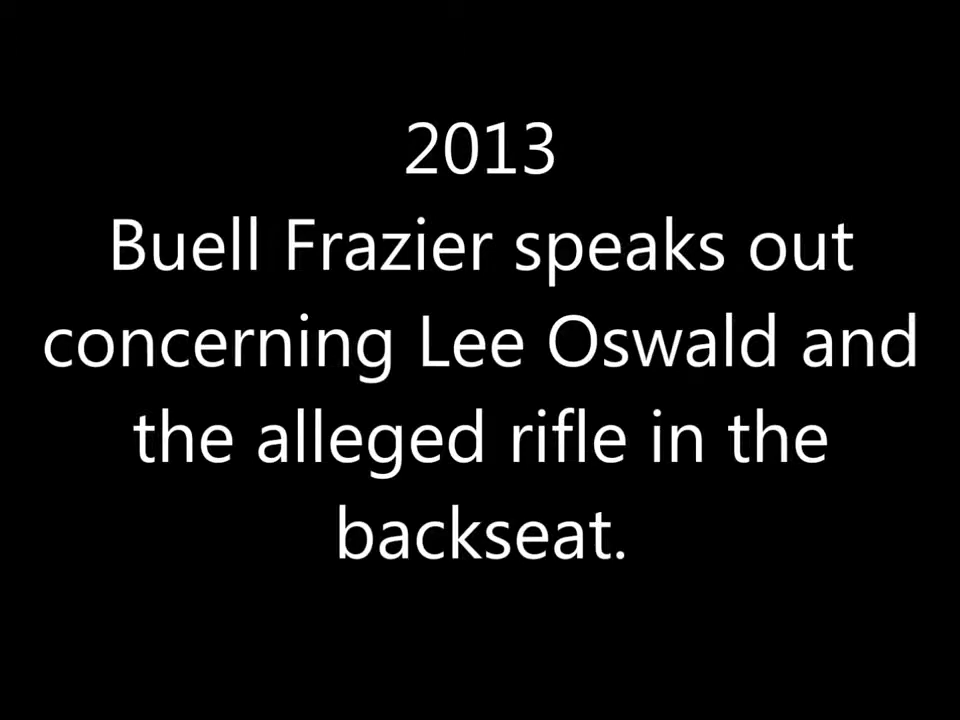 2013
Buell Frazier speaks out
concerning Lee Oswald and
the alleged rifle in the
backseat.